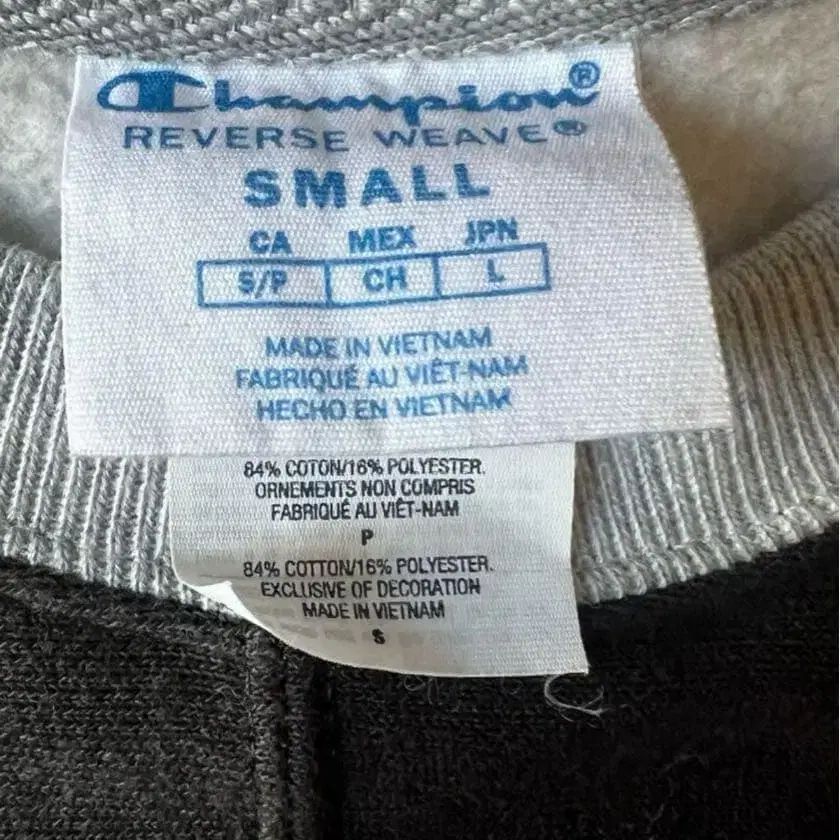 Champion®
REVERSE WEAVE®
SMALL
CA MEX JPN
S/P CH L
MADE IN VIETNAM
FABRIQUÉ AU VIÊT-NAM
HECHO EN VIETNAM
84% COTON/16% POLYESTER.
ORNEMENTS NON COMPRIS
FABRIQUÉ AU VIÊT-NAM
P
84% COTTON/16% POLYESTER.
EXCLUSIVE OF DECORATION
MADE IN VIETNAM
S